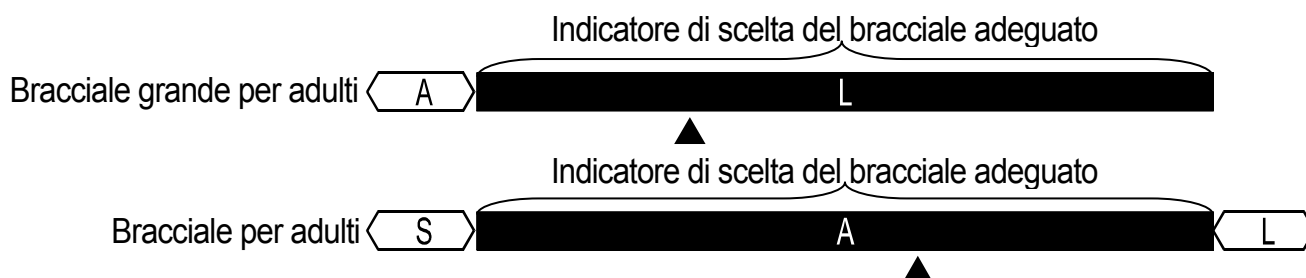 Indicatore di scelta del bracciale adeguato
Bracciale grande per adulti A L
Indicatore di scelta del bracciale adeguato
Bracciale per adulti S A L